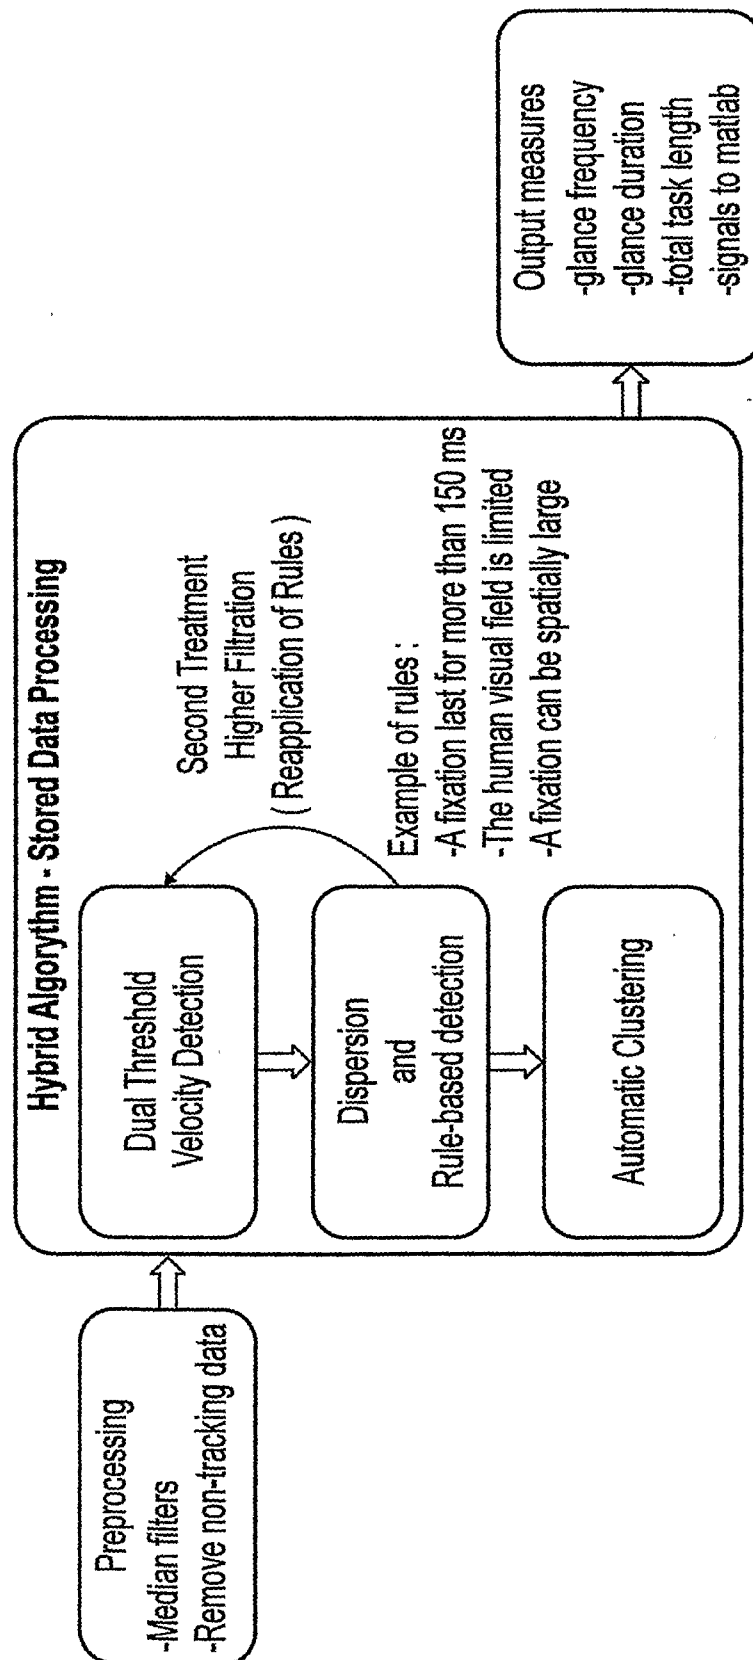 Preprocessing
-Median filters
-Remove non-tracking data
Hybrid Algorythm - Stored Data Processing
Dual Threshold
Velocity Detection
Dispersion
and
Rule-based detection
Automatic Clustering
Second Treatment
Higher Filtration
( Reapplication of Rules )
Example of rules :
-A fixation last for more than 150 ms
-The human visual field is limited
-A fixation can be spatially large
Output measures
-glance frequency
-glance duration
-total task length
-signals to matlab